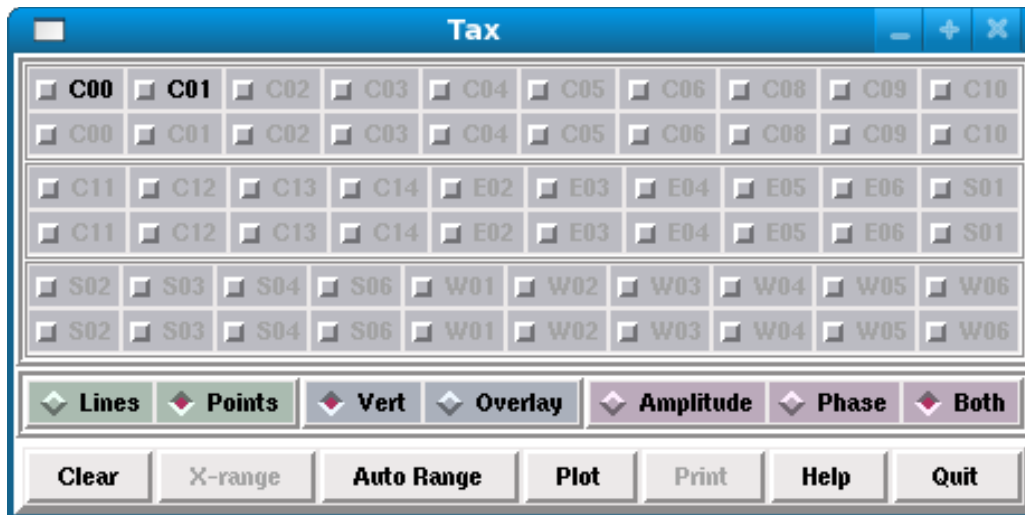 Tax
C00 C01 C02 C03 C04 C05 C06 C08 C09 C10
C00 C01 C02 C03 C04 C05 C06 C08 C09 C10
C11 C12 C13 C14 E02 E03 E04 E05 E06 S01
C11 C12 C13 C14 E02 E03 E04 E05 E06 S01
S02 S03 S04 S06 W01 W02 W03 W04 W05 W06
S02 S03 S04 S06 W01 W02 W03 W04 W05 W06
Lines Points Vert Overlay Amplitude Phase Both
Clear X-range Auto Range Plot Print Help Quit